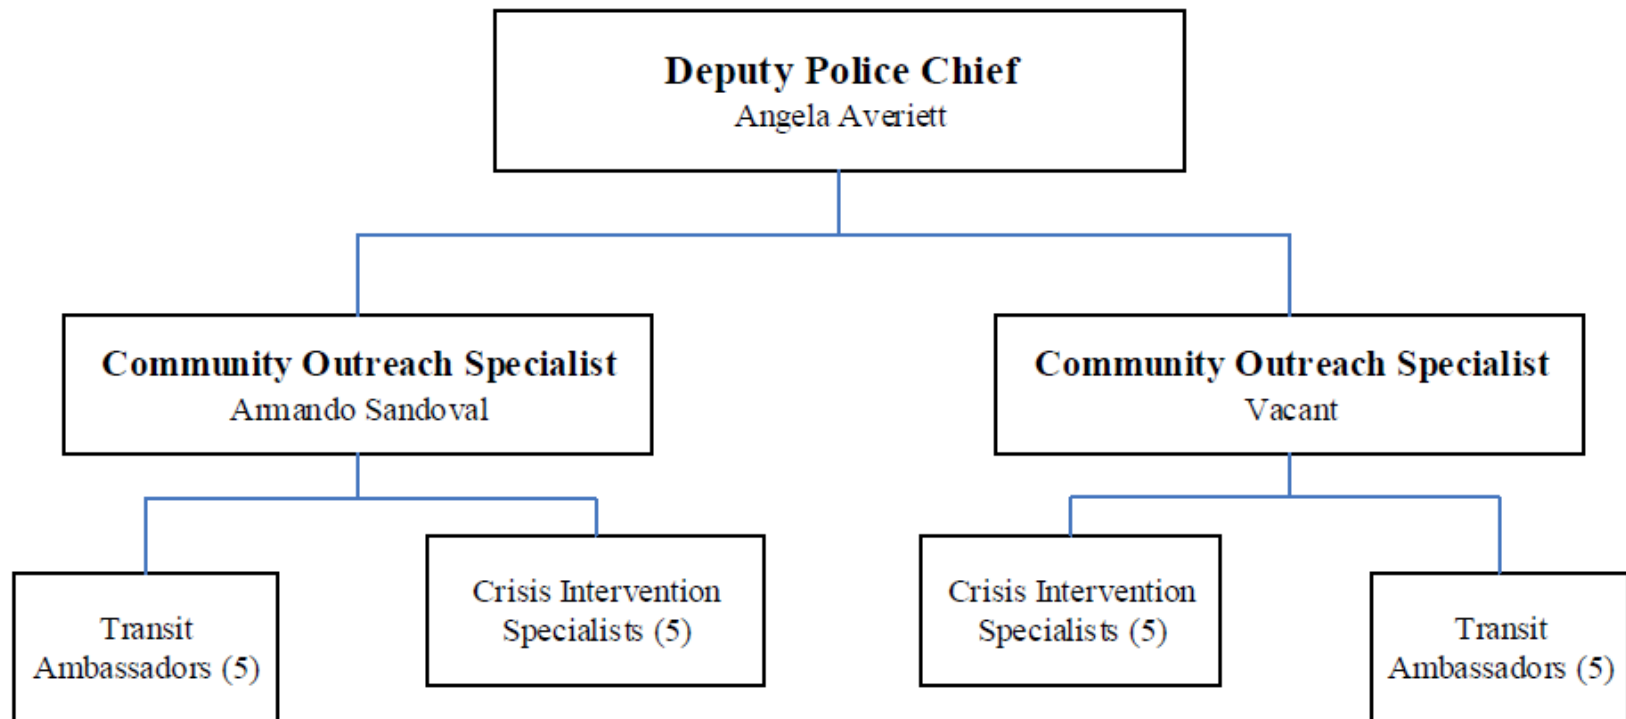 Deputy Police Chief
Angela Averiett
Community Outreach Specialist
Armando Sandoval
Community Outreach Specialist
Vacant
Transit
Ambassadors (5)
Crisis Intervention
Specialists (5)
Crisis Intervention
Specialists (5)
Transit
Ambassadors (5)